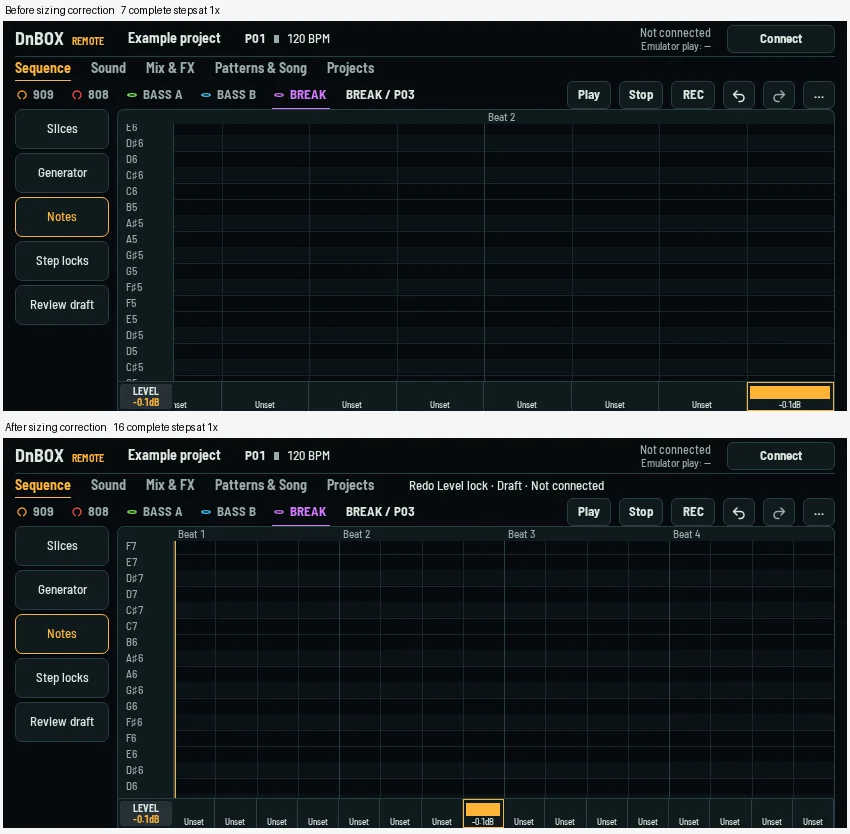 Before sizing correction 7 complete steps at 1x
DnBOX REMOTE Example project P01 120 BPM Not connected Connect
Emulator play: —
Sequence Sound Mix & FX Patterns & Song Projects
909 808 BASS A BASS B BREAK BREAK / P03 Play Stop REC ...
Beat 2
Slices
Generator
Notes
Step locks
Review draft
E6
D♯6
D6
C♯6
C6
B5
A♯5
A5
G♯5
G5
F♯5
F5
E5
D♯5
D5
C♯5
LEVEL
-0.1dB
nset Unset Unset Unset Unset Unset Unset -0.1dB
After sizing correction 16 complete steps at 1x
DnBOX REMOTE Example project P01 120 BPM Not connected Connect
Emulator play: —
Sequence Sound Mix & FX Patterns & Song Projects Redo Level lock · Draft · Not connected
909 808 BASS A BASS B BREAK BREAK / P03 Play Stop REC ...
Beat 1 Beat 2 Beat 3 Beat 4
Slices
Generator
Notes
Step locks
Review draft
F7
E7
D♯7
D7
C♯7
C7
B6
A♯6
A6
G♯6
G6
F♯6
F6
E6
D♯6
D6
LEVEL
-0.1dB
Unset Unset Unset Unset Unset Unset Unset -0.1dB Unset Unset Unset Unset Unset Unset Unset Unset